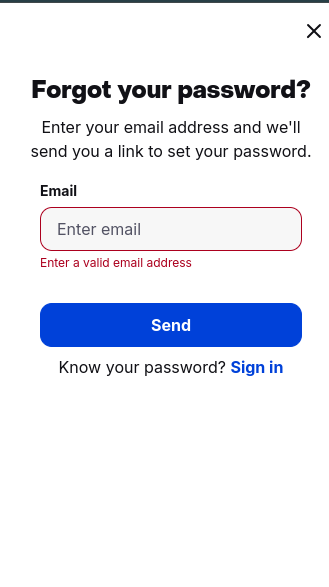 Forgot your password?
Enter your email address and we'll
send you a link to set your password.
Email
Enter email
Enter a valid email address
Send
Know your password? Sign in